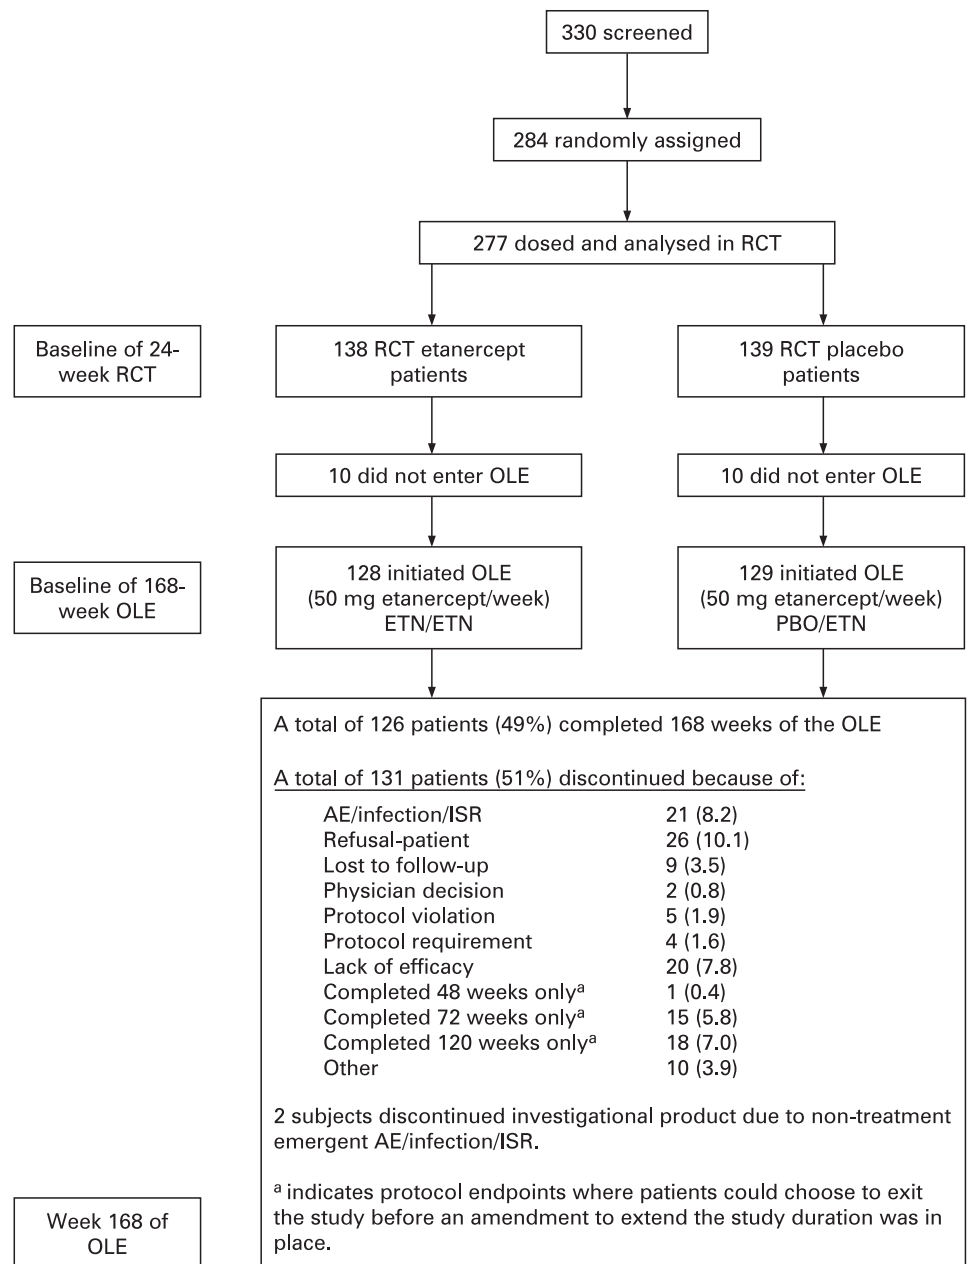 330 screened
284 randomly assigned
277 dosed and analysed in RCT
Baseline of 24-
week RCT
138 RCT etanercept
patients
139 RCT placebo
patients
10 did not enter OLE
10 did not enter OLE
Baseline of 168-
week OLE
128 initiated OLE
(50 mg etanercept/week)
ETN/ETN
129 initiated OLE
(50 mg etanercept/week)
PBO/ETN
A total of 126 patients (49%) completed 168 weeks of the OLE
A total of 131 patients (51%) discontinued because of:
AE/infection/ISR 21 (8.2)
Refusal-patient 26 (10.1)
Lost to follow-up 9 (3.5)
Physician decision 2 (0.8)
Protocol violation 5 (1.9)
Protocol requirement 4 (1.6)
Lack of efficacy 20 (7.8)
Completed 48 weeks onlyᵃ 1 (0.4)
Completed 72 weeks onlyᵃ 15 (5.8)
Completed 120 weeks onlyᵃ 18 (7.0)
Other 10 (3.9)
2 subjects discontinued investigational product due to non-treatment
emergent AE/infection/ISR.
ᵃ indicates protocol endpoints where patients could choose to exit
the study before an amendment to extend the study duration was in
place.
Week 168 of
OLE